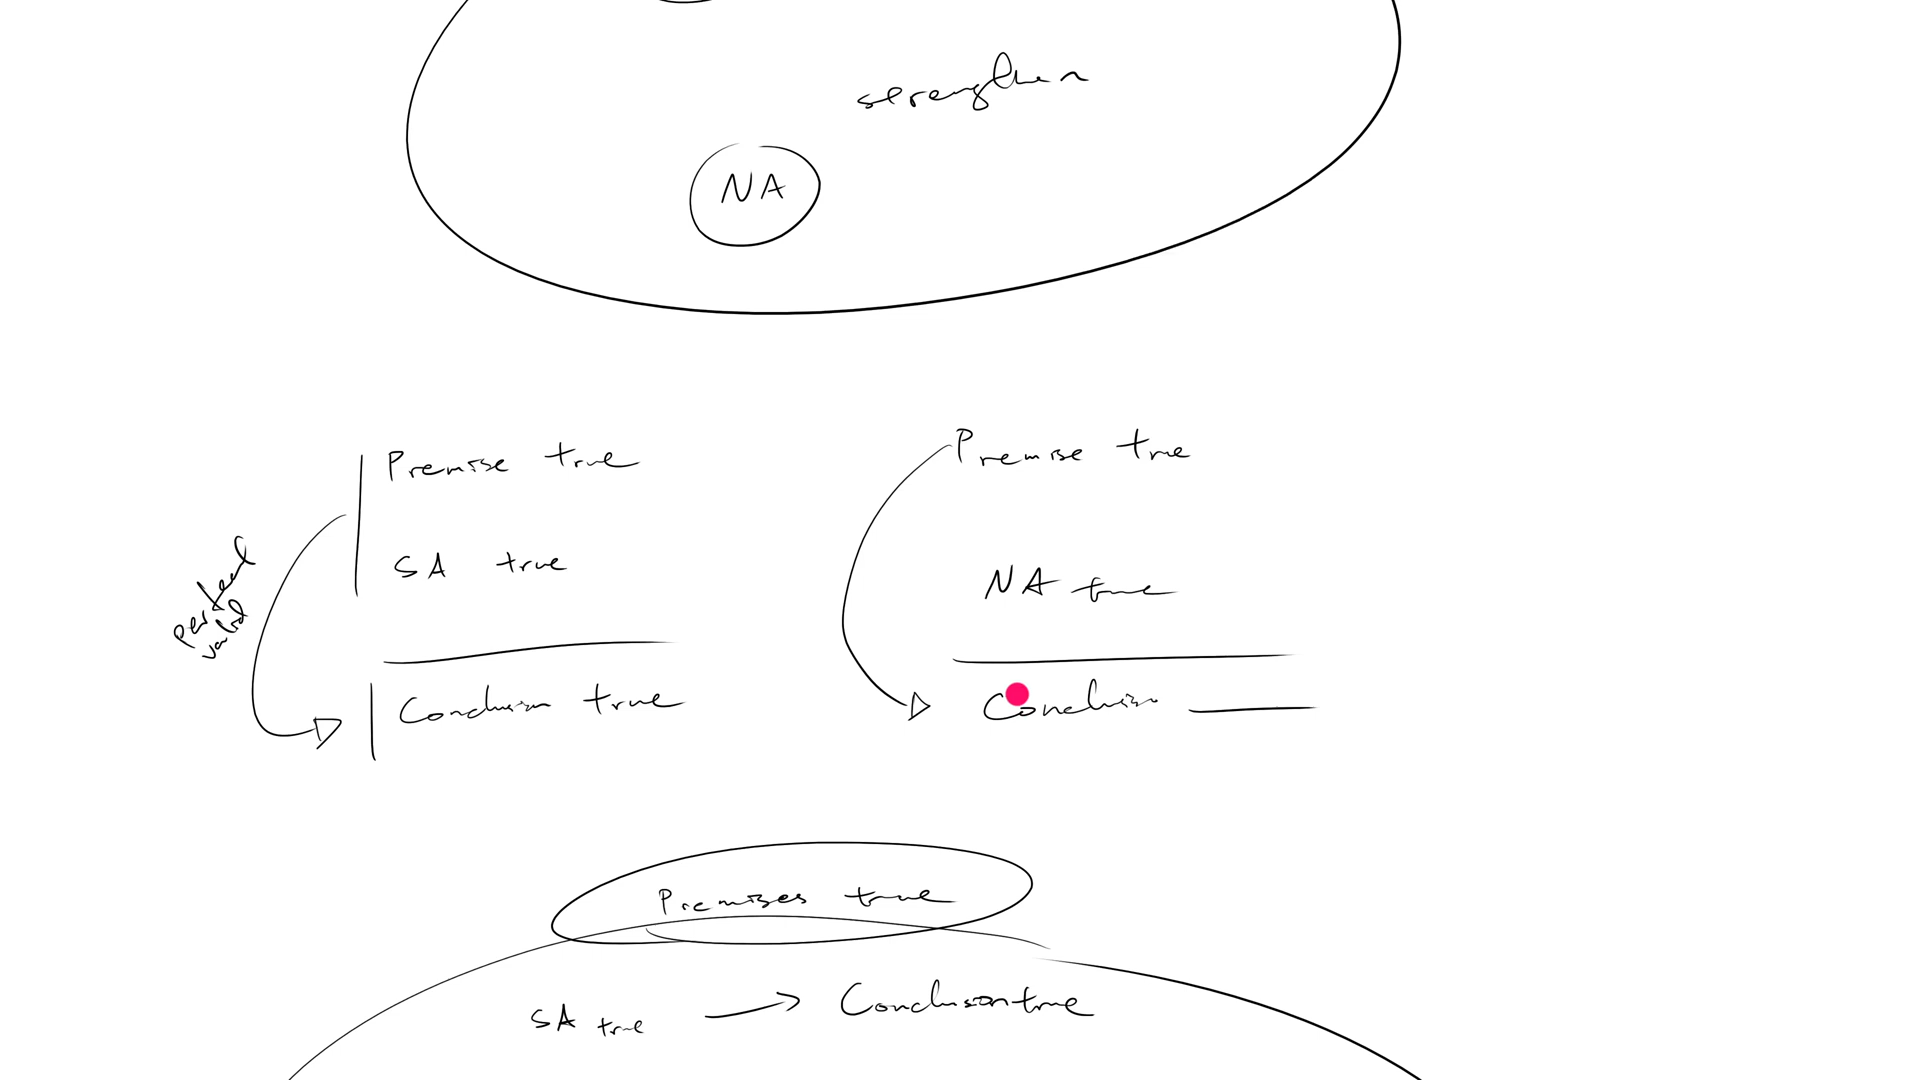 strengthen
NA
Premise true
SA true
perfect
valid
Conclusion true
Premise true
NA true
Conclusion
Premises true
SA true → Conclusion true